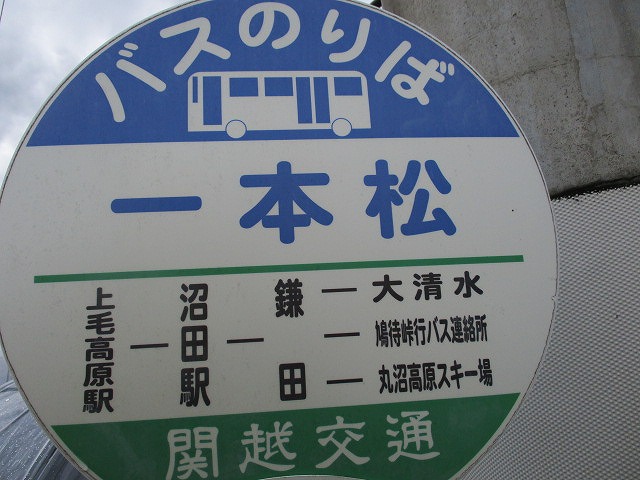 バスのりば
一本松
上毛高原駅 ― 沼田駅 ― 鎌田 ― 大清水
― 鳩待峠行バス連絡所
― 丸沼高原スキー場
関越交通